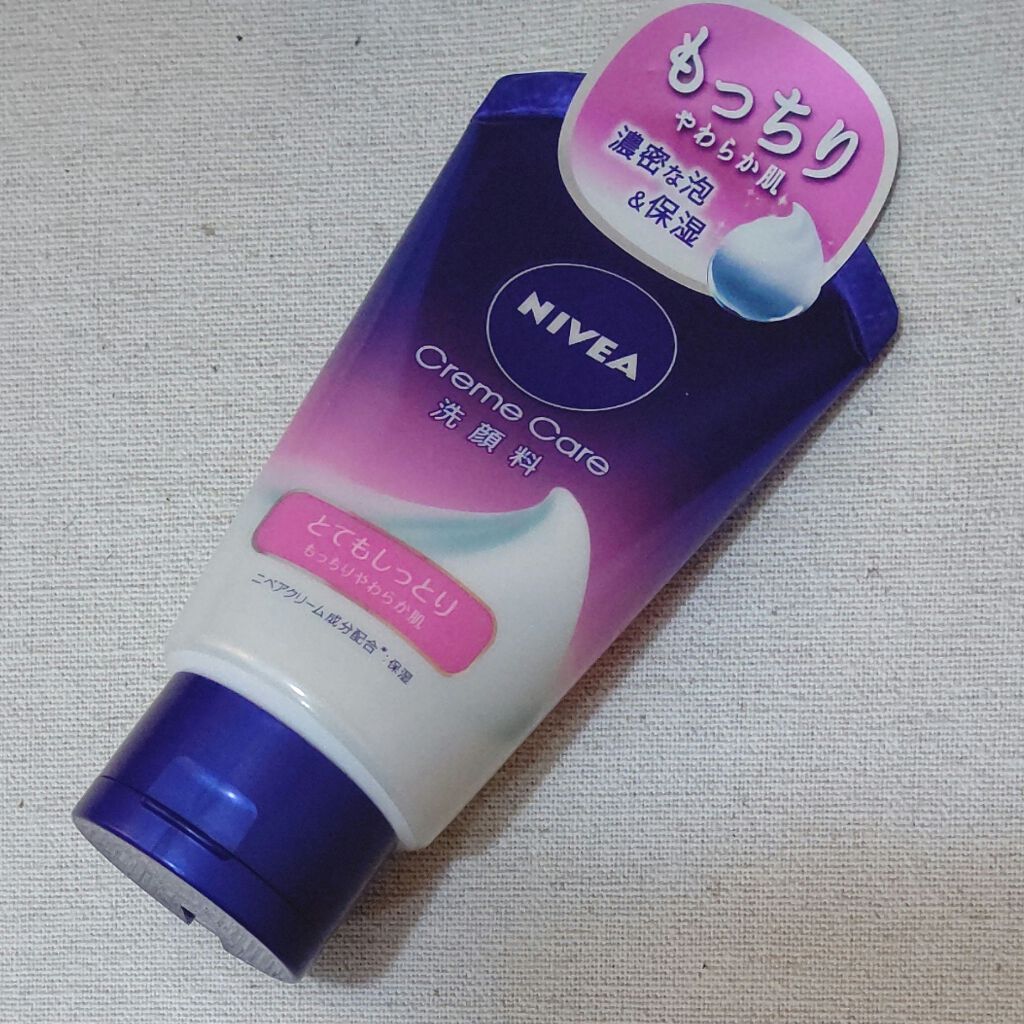 もっちり
やわらか肌
濃密な泡
&保湿
NIVEA
Creme Care
洗顔料
とてもしっとり
もっちりやわらか肌
ニベアクリーム成分配合*:保湿